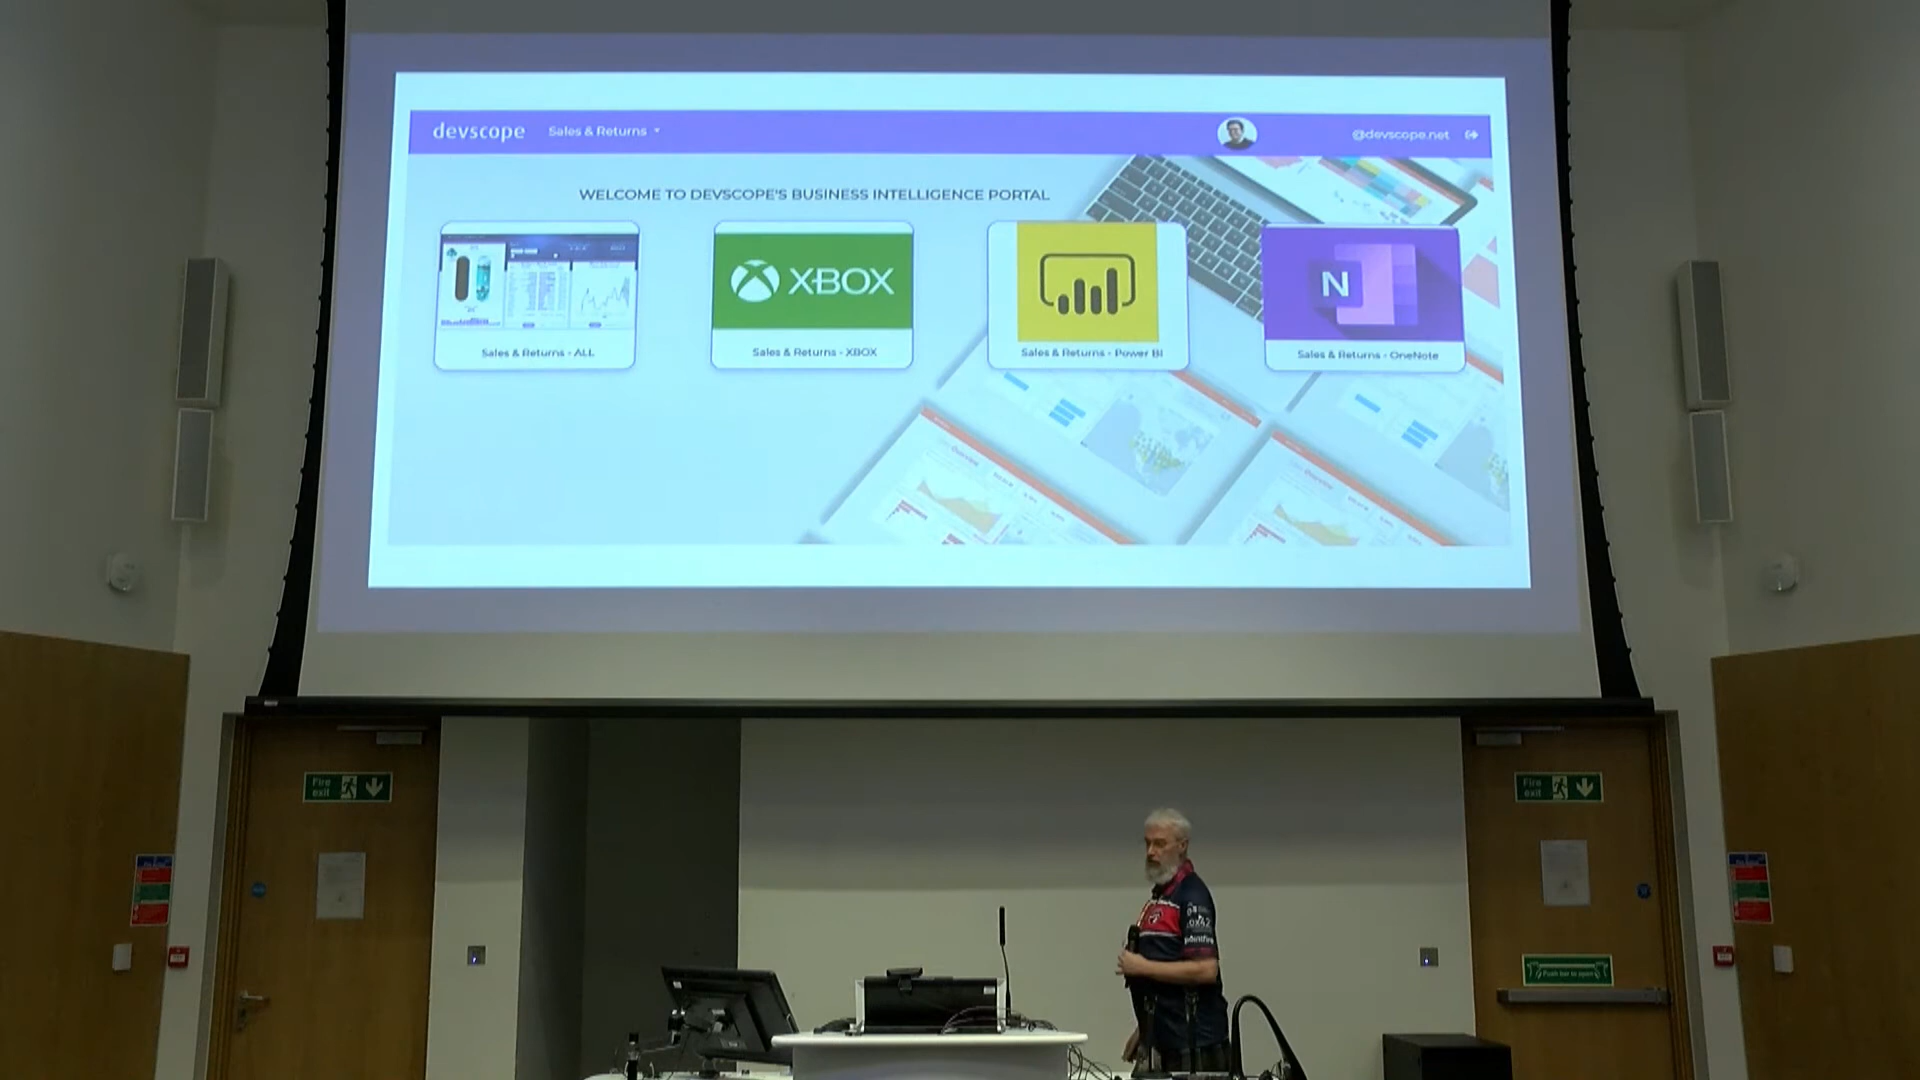 devscope
Sales & Returns
@devscope.net
WELCOME TO DEVSCOPE'S BUSINESS INTELLIGENCE PORTAL
XBOX
N
Sales & Returns - ALL
Sales & Returns - XBOX
Sales & Returns - Power BI
Sales & Returns - OneNote
Fire
exit
Fire
exit
Push bar to open